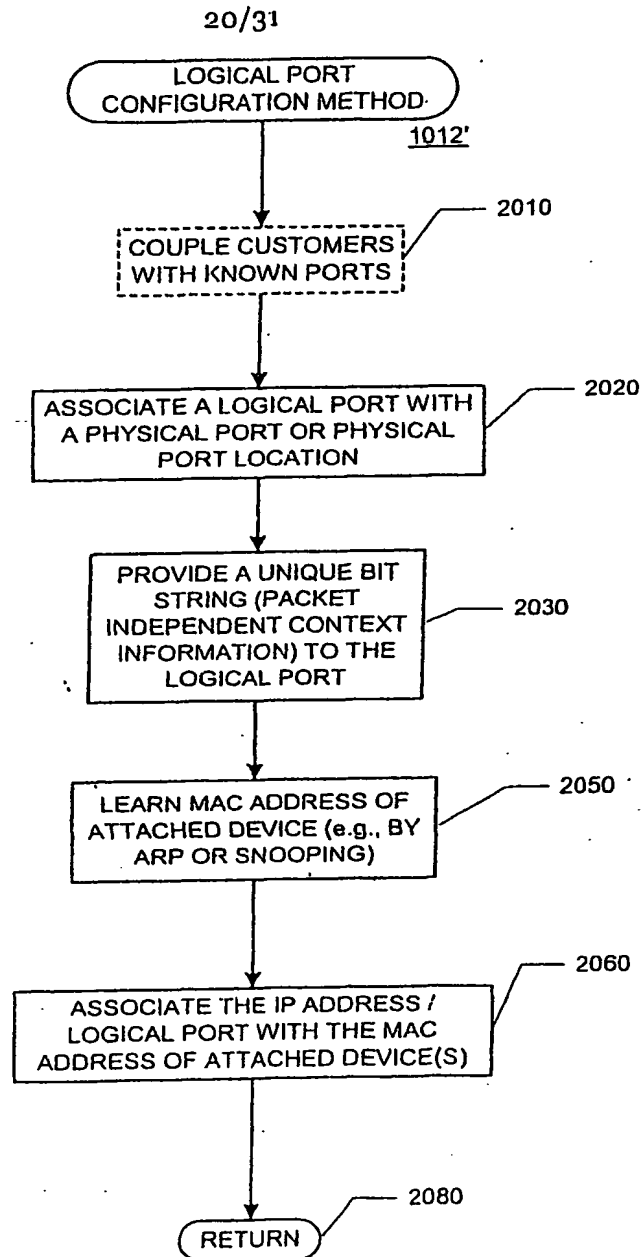 20/31
LOGICAL PORT
CONFIGURATION METHOD
1012'
2010
COUPLE CUSTOMERS
WITH KNOWN PORTS
2020
ASSOCIATE A LOGICAL PORT WITH
A PHYSICAL PORT OR PHYSICAL
PORT LOCATION
PROVIDE A UNIQUE BIT
STRING (PACKET
INDEPENDENT CONTEXT
INFORMATION) TO THE
LOGICAL PORT
2030
2050
LEARN MAC ADDRESS OF
ATTACHED DEVICE (e.g., BY
ARP OR SNOOPING)
2060
ASSOCIATE THE IP ADDRESS /
LOGICAL PORT WITH THE MAC
ADDRESS OF ATTACHED DEVICE(S)
2080
RETURN